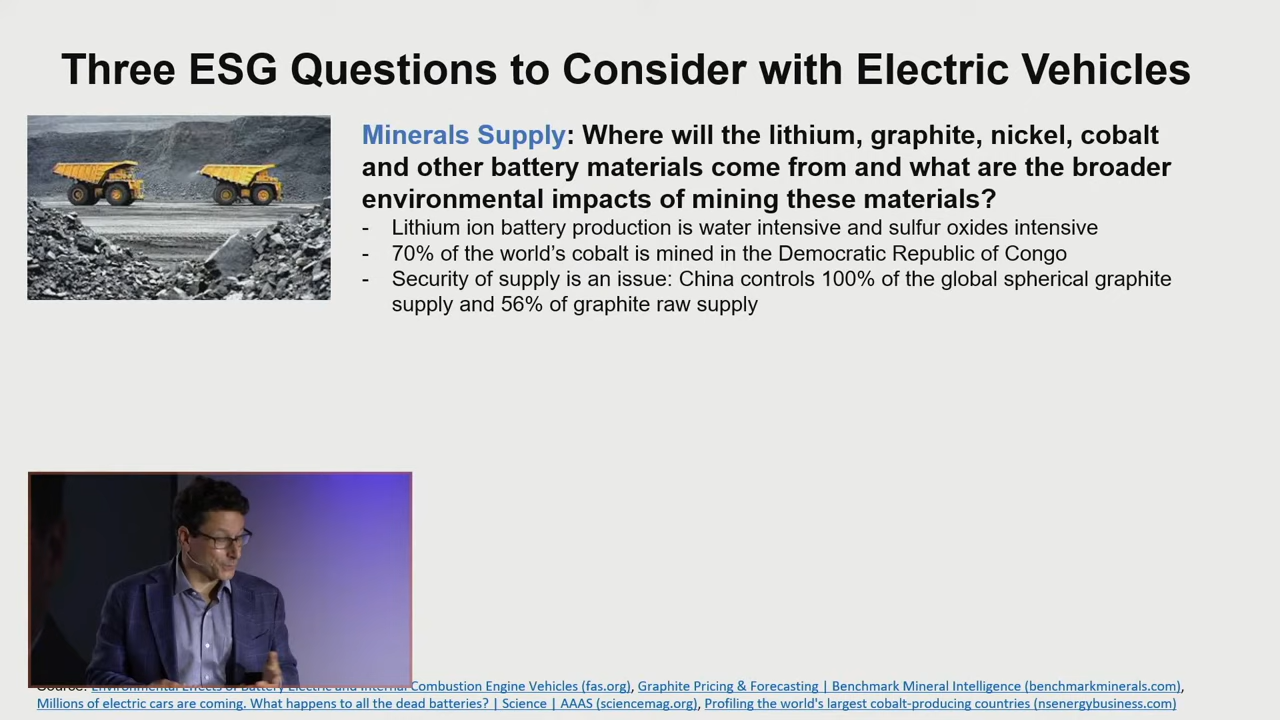 Three ESG Questions to Consider with Electric Vehicles
Minerals Supply: Where will the lithium, graphite, nickel, cobalt
and other battery materials come from and what are the broader
environmental impacts of mining these materials?
- Lithium ion battery production is water intensive and sulfur oxides intensive
- 70% of the world’s cobalt is mined in the Democratic Republic of Congo
- Security of supply is an issue: China controls 100% of the global spherical graphite
supply and 56% of graphite raw supply
Source: Environmental Effects of Battery Electric and Internal Combustion Engine Vehicles (fas.org), Graphite Pricing & Forecasting | Benchmark Mineral Intelligence (benchmarkminerals.com),
Millions of electric cars are coming. What happens to all the dead batteries? | Science | AAAS (sciencemag.org), Profiling the world's largest cobalt-producing countries (nsenergybusiness.com)